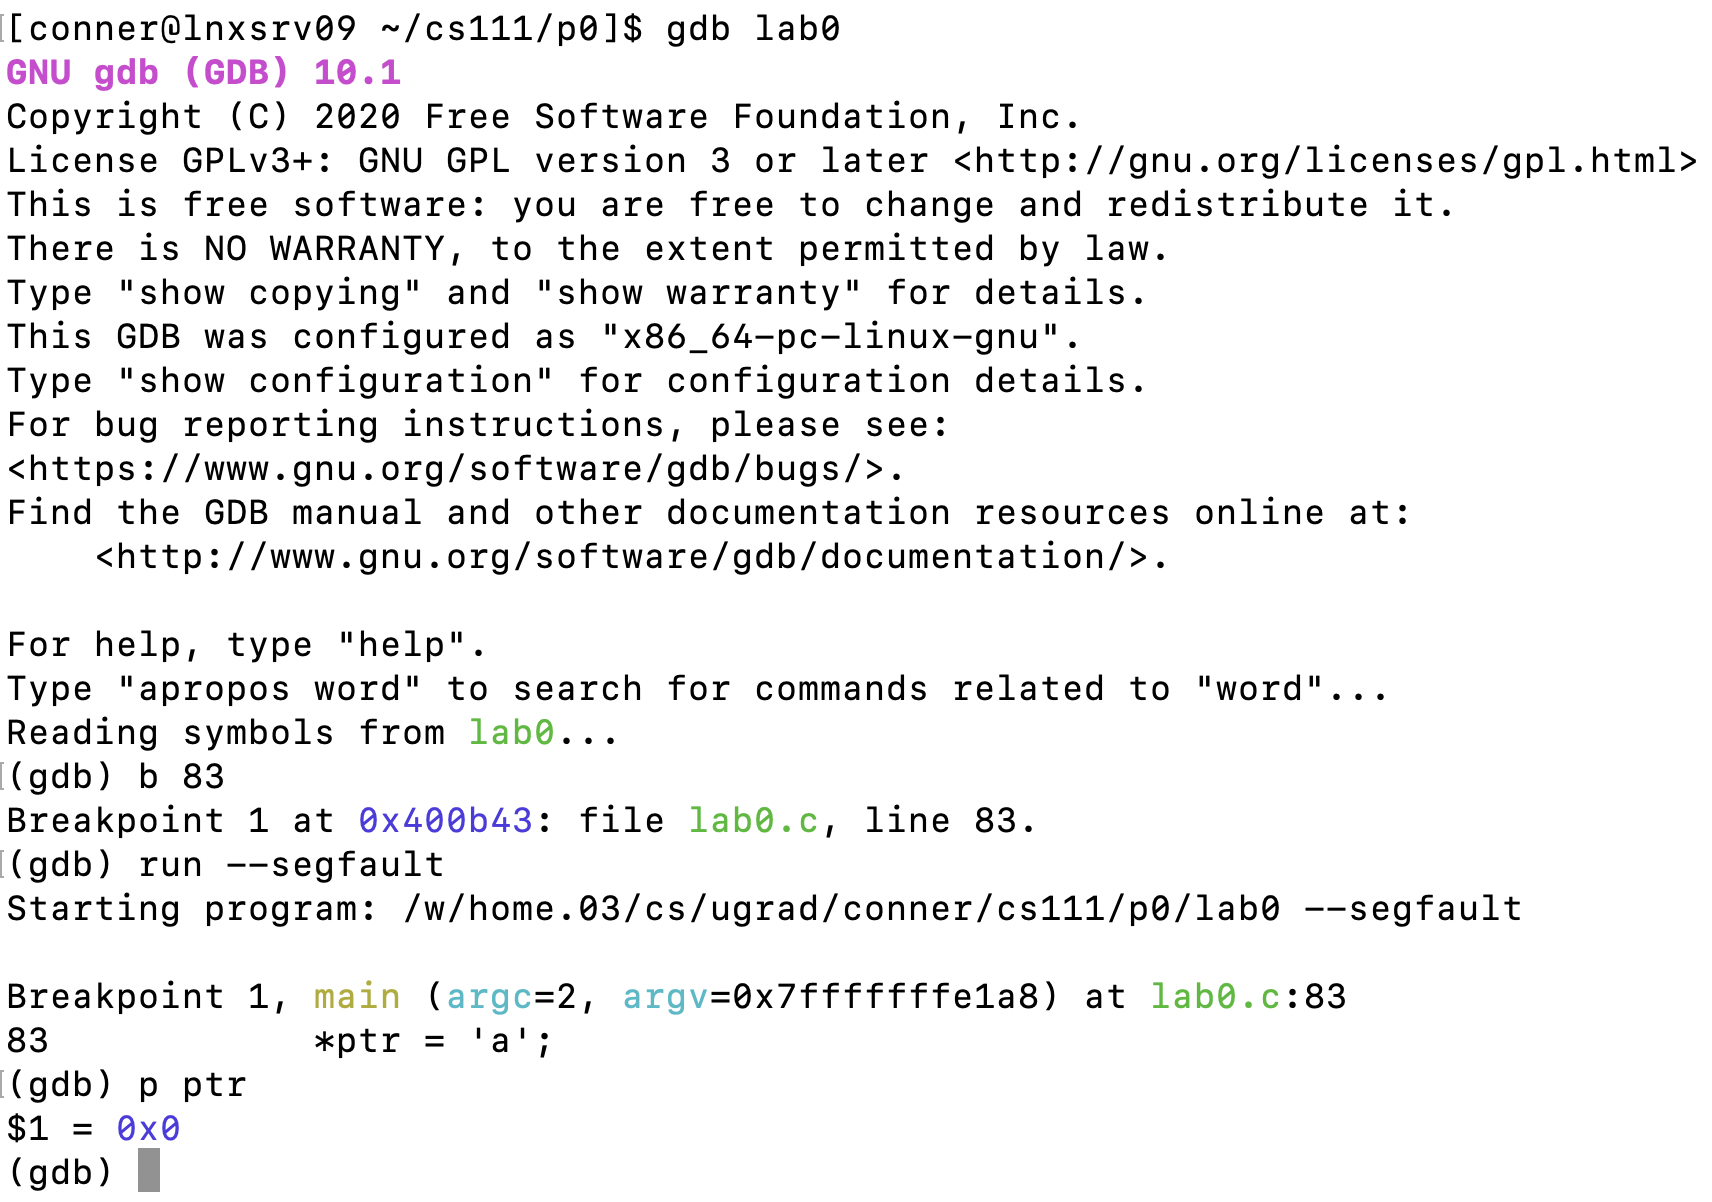 [conner@lnxsrv09 ~/cs111/p0]$ gdb lab0
GNU gdb (GDB) 10.1
Copyright (C) 2020 Free Software Foundation, Inc.
License GPLv3+: GNU GPL version 3 or later <http://gnu.org/licenses/gpl.html>
This is free software: you are free to change and redistribute it.
There is NO WARRANTY, to the extent permitted by law.
Type "show copying" and "show warranty" for details.
This GDB was configured as "x86_64-pc-linux-gnu".
Type "show configuration" for configuration details.
For bug reporting instructions, please see:
<https://www.gnu.org/software/gdb/bugs/>.
Find the GDB manual and other documentation resources online at:
    <http://www.gnu.org/software/gdb/documentation/>.

For help, type "help".
Type "apropos word" to search for commands related to "word"...
Reading symbols from lab0...
(gdb) b 83
Breakpoint 1 at 0x400b43: file lab0.c, line 83.
(gdb) run --segfault
Starting program: /w/home.03/cs/ugrad/conner/cs111/p0/lab0 --segfault

Breakpoint 1, main (argc=2, argv=0x7fffffffe1a8) at lab0.c:83
83            *ptr = 'a';
(gdb) p ptr
$1 = 0x0
(gdb)